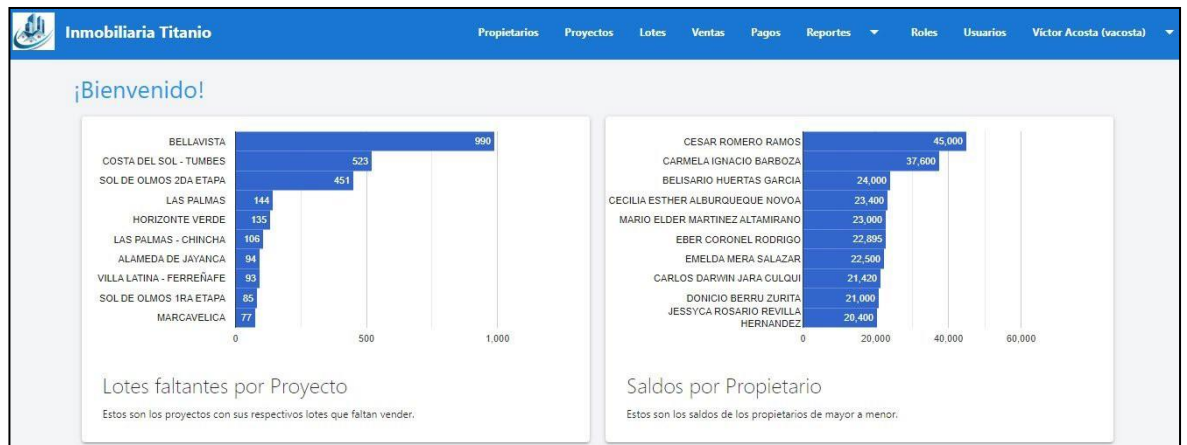 Inmobiliaria Titanio Propietarios Proyectos Lotes Ventas Pagos Reportes Roles Usuarios Víctor Acosta (vacosta)
¡Bienvenido!
BELLAVISTA 990
COSTA DEL SOL - TUMBES 523
SOL DE OLMOS 2DA ETAPA 451
LAS PALMAS 144
HORIZONTE VERDE 135
LAS PALMAS - CHINCHA 106
ALAMEDA DE JAYANCA 94
VILLA LATINA - FERREÑAFE 93
SOL DE OLMOS 1RA ETAPA 85
MARCAVELICA 77
0 500 1,000
Lotes faltantes por Proyecto
Estos son los proyectos con sus respectivos lotes que faltan vender.
CESAR ROMERO RAMOS 45,000
CARMELA IGNACIO BARBOZA 37,600
BELISARIO HUERTAS GARCIA 24,000
CECILIA ESTHER ALBURQUEQUE NOVOA 23,400
MARIO ELDER MARTINEZ ALTAMIRANO 23,000
EBER CORONEL RODRIGO 22,895
EMELDA MERA SALAZAR 22,500
CARLOS DARWIN JARA CULQUI 21,420
DONICIO BERRU ZURITA 21,000
JESSYCA ROSARIO REVILLA
HERNANDEZ 20,400
0 20,000 40,000 60,000
Saldos por Propietario
Estos son los saldos de los propietarios de mayor a menor.